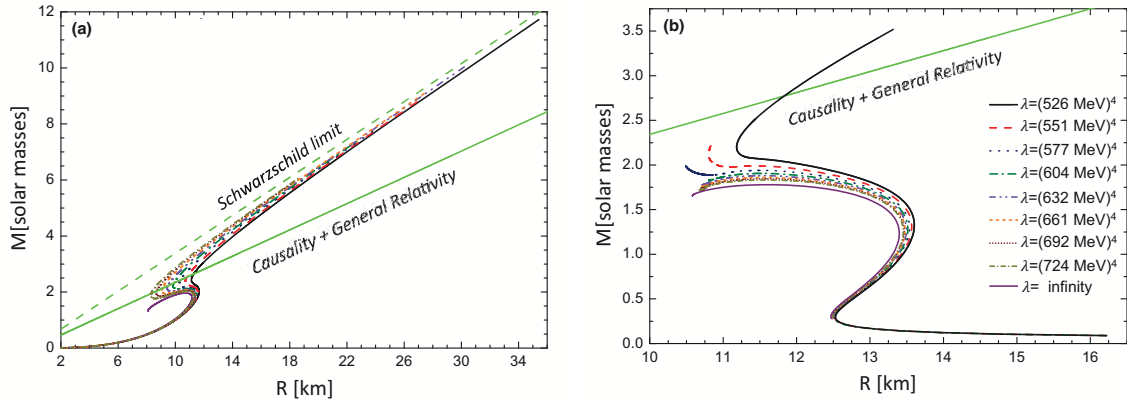 (a)
12
10
8
6
4
2
0
M[solar masses]
Schwarzschild limit
Causality + General Relativity
2 6 10 14 18 22 26 30 34
R [km]
(b)
3.5
3.0
2.5
2.0
1.5
1.0
0.5
0.0
M[solar masses]
Causality + General Relativity
λ=(526 MeV)⁴
λ=(551 MeV)⁴
λ=(577 MeV)⁴
λ=(604 MeV)⁴
λ=(632 MeV)⁴
λ=(661 MeV)⁴
λ=(692 MeV)⁴
λ=(724 MeV)⁴
λ= infinity
10 11 12 13 14 15 16
R [km]